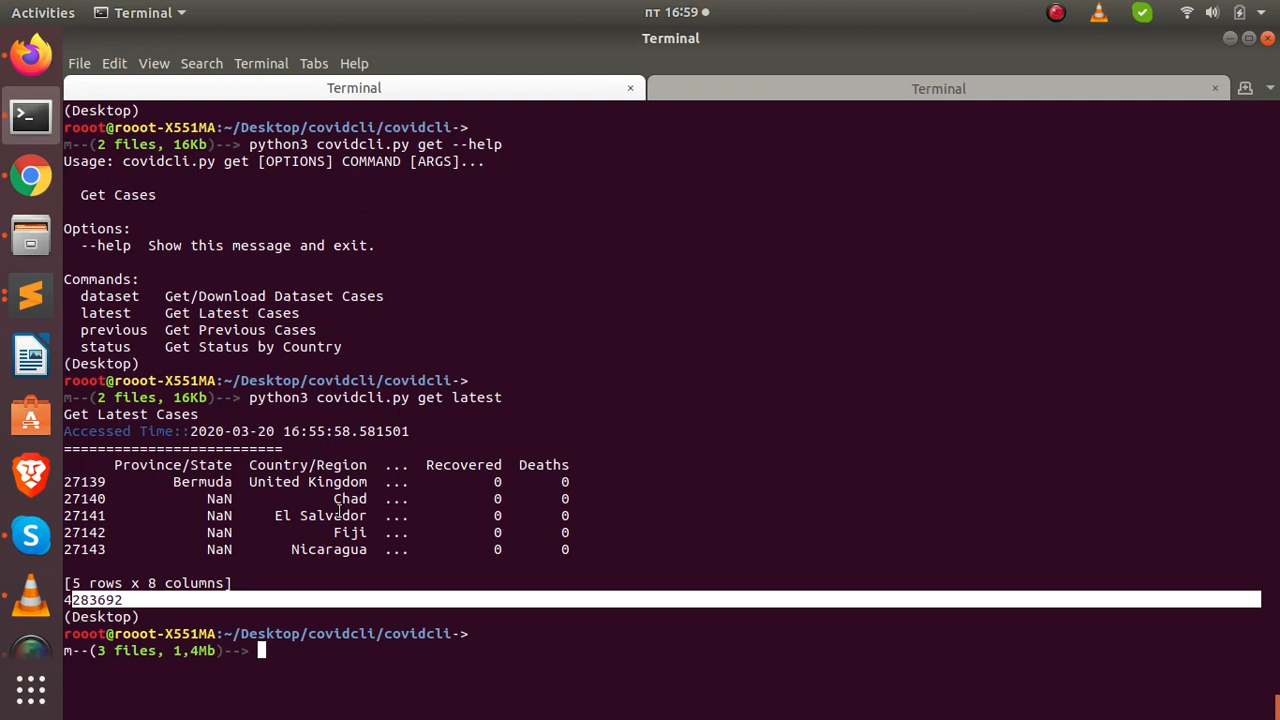 Activities Terminal пт 16:59
Terminal
File Edit View Search Terminal Tabs Help
Terminal × Terminal ×
(Desktop)
rooot@rooot-X551MA:~/Desktop/covidcli/covidcli->
m--(2 files, 16Kb)--> python3 covidcli.py get --help
Usage: covidcli.py get [OPTIONS] COMMAND [ARGS]...
Get Cases
Options:
--help Show this message and exit.
Commands:
dataset Get/Download Dataset Cases
latest Get Latest Cases
previous Get Previous Cases
status Get Status by Country
(Desktop)
rooot@rooot-X551MA:~/Desktop/covidcli/covidcli->
m--(2 files, 16Kb)--> python3 covidcli.py get latest
Get Latest Cases
Accessed Time::2020-03-20 16:55:58.581501
==========================
Province/State Country/Region ... Recovered Deaths
27139 Bermuda United Kingdom ... 0 0
27140 NaN Chad ... 0 0
27141 NaN El Salvador ... 0 0
27142 NaN Fiji ... 0 0
27143 NaN Nicaragua ... 0 0
[5 rows x 8 columns]
4283692
(Desktop)
rooot@rooot-X551MA:~/Desktop/covidcli/covidcli->
m--(3 files, 1,4Mb)-->